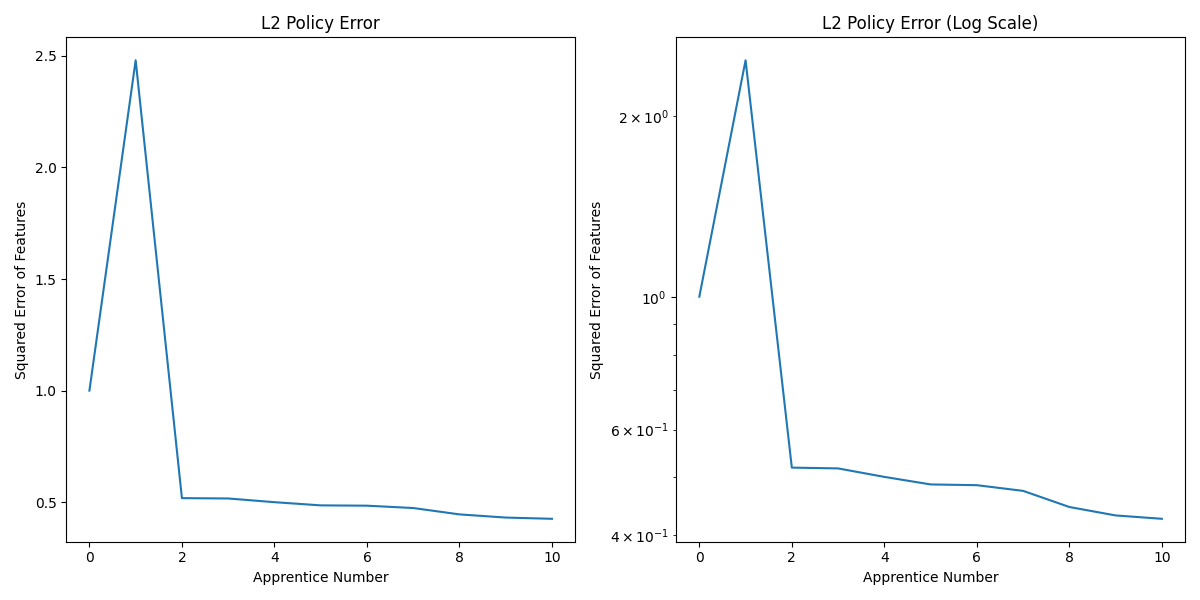 L2 Policy Error
2.5
2.0
1.5
1.0
0.5
Squared Error of Features
0 2 4 6 8 10
Apprentice Number
L2 Policy Error (Log Scale)
2 × 10⁰
10⁰
6 × 10⁻¹
4 × 10⁻¹
Squared Error of Features
0 2 4 6 8 10
Apprentice Number